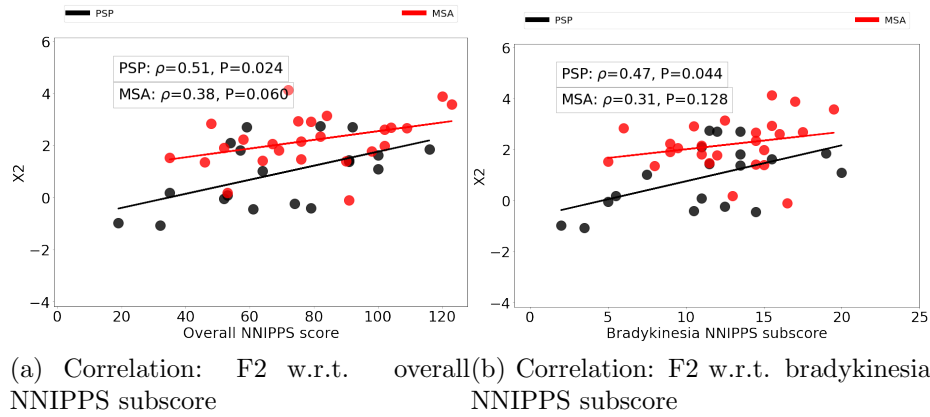 PSP MSA
6
4
2
0
−2
−4
X2
PSP: ρ=0.51, P=0.024
MSA: ρ=0.38, P=0.060
0 20 40 60 80 100 120
Overall NNIPPS score
(a) Correlation: F2 w.r.t. overall
NNIPPS subscore
PSP MSA
6
4
2
0
−2
−4
X2
PSP: ρ=0.47, P=0.044
MSA: ρ=0.31, P=0.128
0 5 10 15 20 25
Bradykinesia NNIPPS subscore
(b) Correlation: F2 w.r.t. bradykinesia
NNIPPS subscore